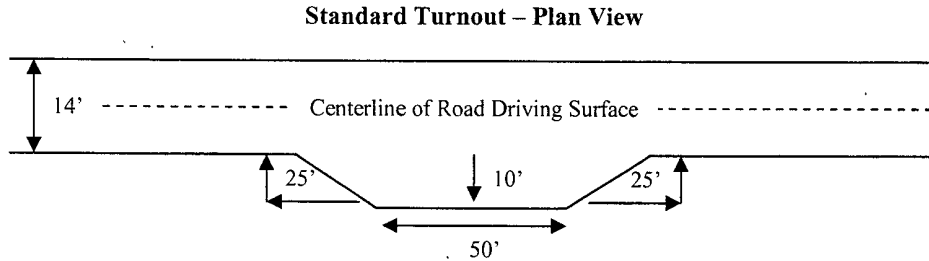 Standard Turnout – Plan View
14'
Centerline of Road Driving Surface
25'
10'
25'
50'